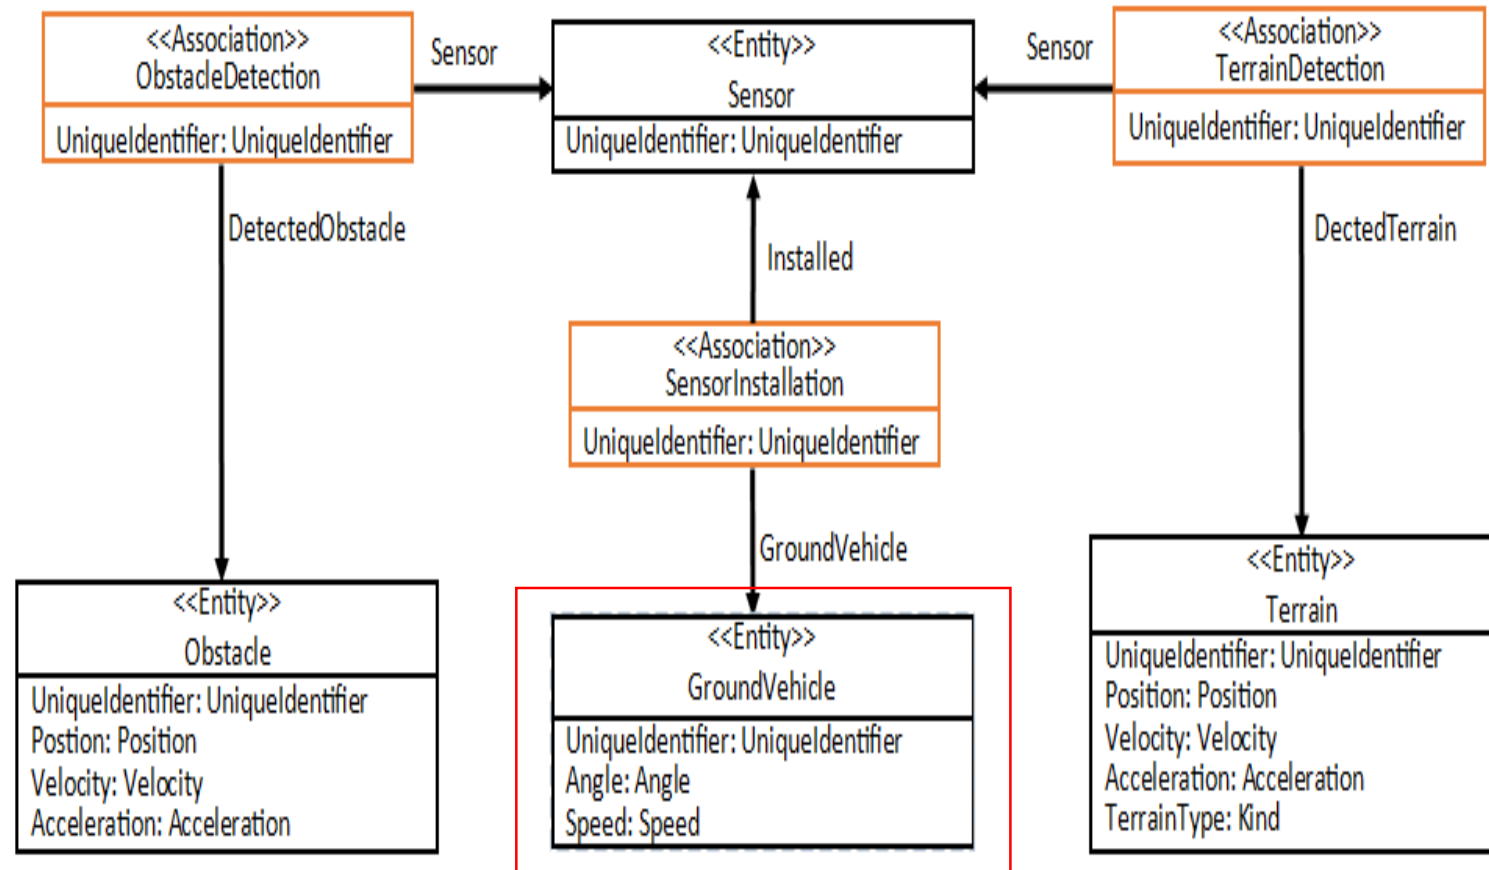 <<Association>>
ObstacleDetection
UniqueIdentifier: UniqueIdentifier
Sensor
<<Entity>>
Sensor
UniqueIdentifier: UniqueIdentifier
Sensor
<<Association>>
TerrainDetection
UniqueIdentifier: UniqueIdentifier
DetectedObstacle
Installed
DectedTerrain
<<Association>>
SensorInstallation
UniqueIdentifier: UniqueIdentifier
GroundVehicle
<<Entity>>
Obstacle
UniqueIdentifier: UniqueIdentifier
Postion: Position
Velocity: Velocity
Acceleration: Acceleration
<<Entity>>
GroundVehicle
UniqueIdentifier: UniqueIdentifier
Angle: Angle
Speed: Speed
<<Entity>>
Terrain
UniqueIdentifier: UniqueIdentifier
Position: Position
Velocity: Velocity
Acceleration: Acceleration
TerrainType: Kind